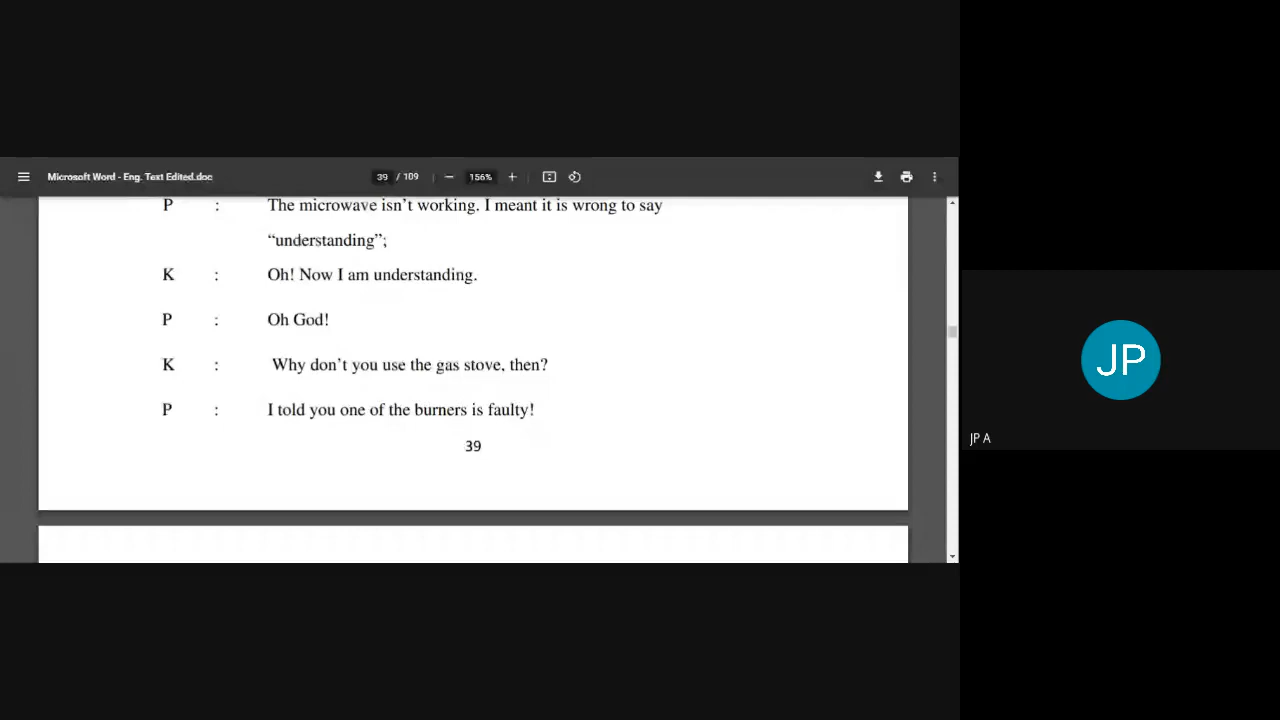 Microsoft Word - Eng. Text Edited.doc 39 / 109 — 156% +
P : The microwave isn’t working. I meant it is wrong to say
“understanding”;
K : Oh! Now I am understanding.
P : Oh God!
K : Why don’t you use the gas stove, then?
P : I told you one of the burners is faulty!
39
JP
JP A